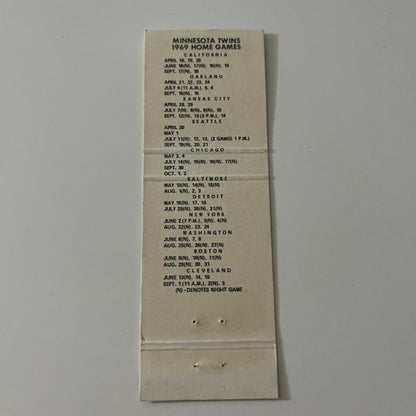 MINNESOTA TWINS
1969 HOME GAMES
CALIFORNIA
APRIL 18, 19, 20
JUNE 16(N), 17(N), 18(N), 19
SEPT. 17(N), 18
OAKLAND
APRIL 21, 22, 23, 24
JULY 4 (11 A.M.), 5, 6
SEPT. 15(N), 16
KANSAS CITY
APRIL 28, 29
JULY 7(N), 8(N), 9(N), 10
SEPT. 12(N), 13 (3 P.M.), 14
SEATTLE
APRIL 30
MAY 1
JULY 11(N), 12, 13, (2 GAMES 1 P.M.)
SEPT. 19(N), 20, 21
CHICAGO
MAY 3, 4
JULY 14(N), 15(N), 16(N), 17(N)
SEPT. 30
OCT. 1, 2
BALTIMORE
MAY 13(N), 14(N), 15(N)
AUG. 1(N), 2, 3
DETROIT
MAY 16(N), 17, 18
JULY 29(N), 30(N), 31(N)
NEW YORK
JUNE 2 (7 P.M.), 3(N), 4(N)
AUG. 22(N), 23, 24
WASHINGTON
JUNE 6(N), 7, 8
AUG. 25(N), 26(N), 27(N)
BOSTON
JUNE 9(N), 10(N), 11(N)
AUG. 29(N), 30, 31
CLEVELAND
JUNE 13(N), 14, 15
SEPT. 1 (11 A.M.), 2(N), 3
(N) - DENOTES NIGHT GAME